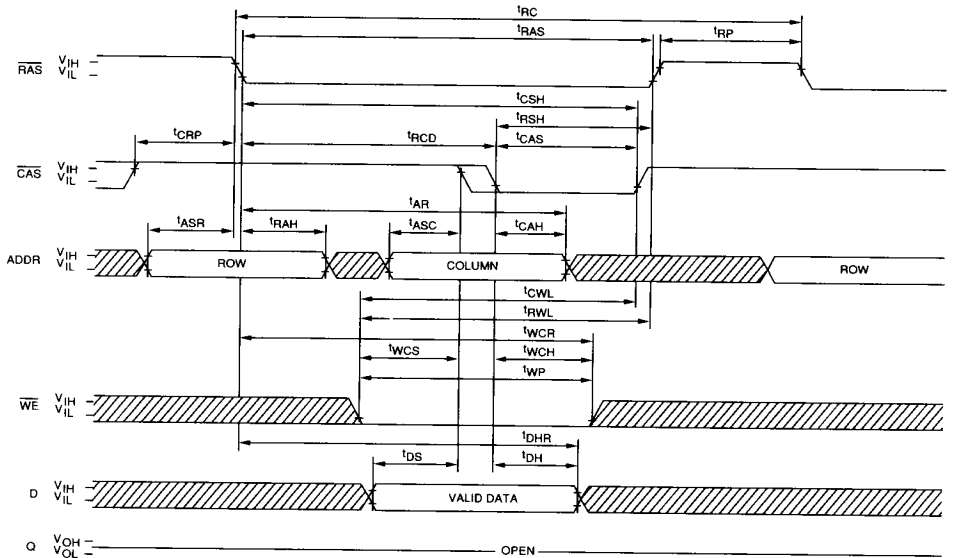 tRC
tRAS
tRP
RAS VIH
VIL
tCSH
tRSH
tCRP
tRCD
tCAS
CAS VIH
VIL
tAR
tASR
tRAH
tASC
tCAH
ADDR VIH
VIL
ROW
COLUMN
ROW
tCWL
tRWL
tWCR
tWCS
tWCH
tWP
WE VIH
VIL
tDHR
tDS
tDH
D VIH
VIL
VALID DATA
Q VOH
VOL
OPEN